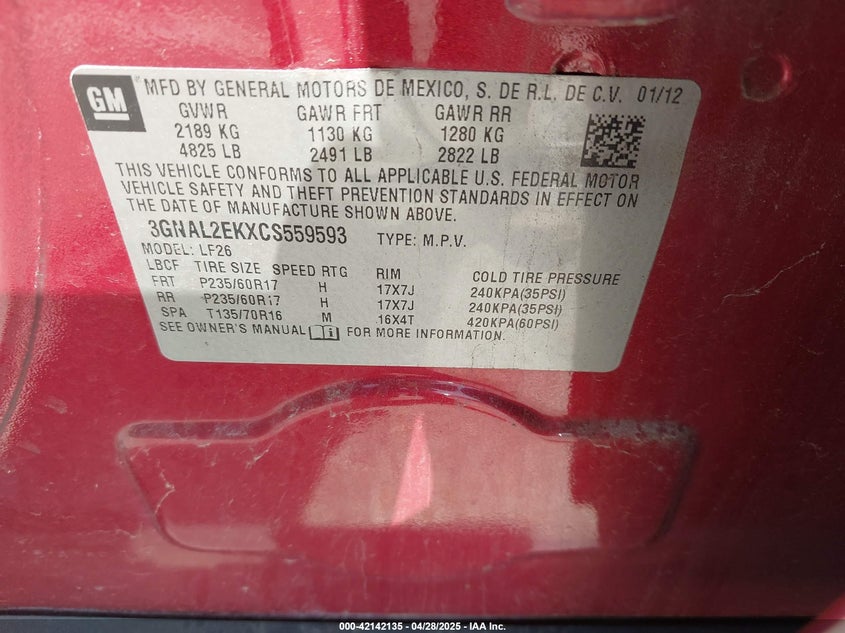 GM
MFD BY GENERAL MOTORS DE MEXICO, S. DE R.L. DE C.V. 01/12
GVWR GAWR FRT GAWR RR
2189 KG 1130 KG 1280 KG
4825 LB 2491 LB 2822 LB
THIS VEHICLE CONFORMS TO ALL APPLICABLE U.S. FEDERAL MOTOR
VEHICLE SAFETY AND THEFT PREVENTION STANDARDS IN EFFECT ON
THE DATE OF MANUFACTURE SHOWN ABOVE.
3GNAL2EKXCS559593 TYPE: M.P.V.
MODEL: LF26
LBCF TIRE SIZE SPEED RTG RIM COLD TIRE PRESSURE
FRT P235/60R17 H 17X7J 240KPA(35PSI)
RR P235/60R17 H 17X7J 240KPA(35PSI)
SPA T135/70R16 M 16X4T 420KPA(60PSI)
SEE OWNER'S MANUAL FOR MORE INFORMATION.
000-42142135 - 04/28/2025 - IAA Inc.